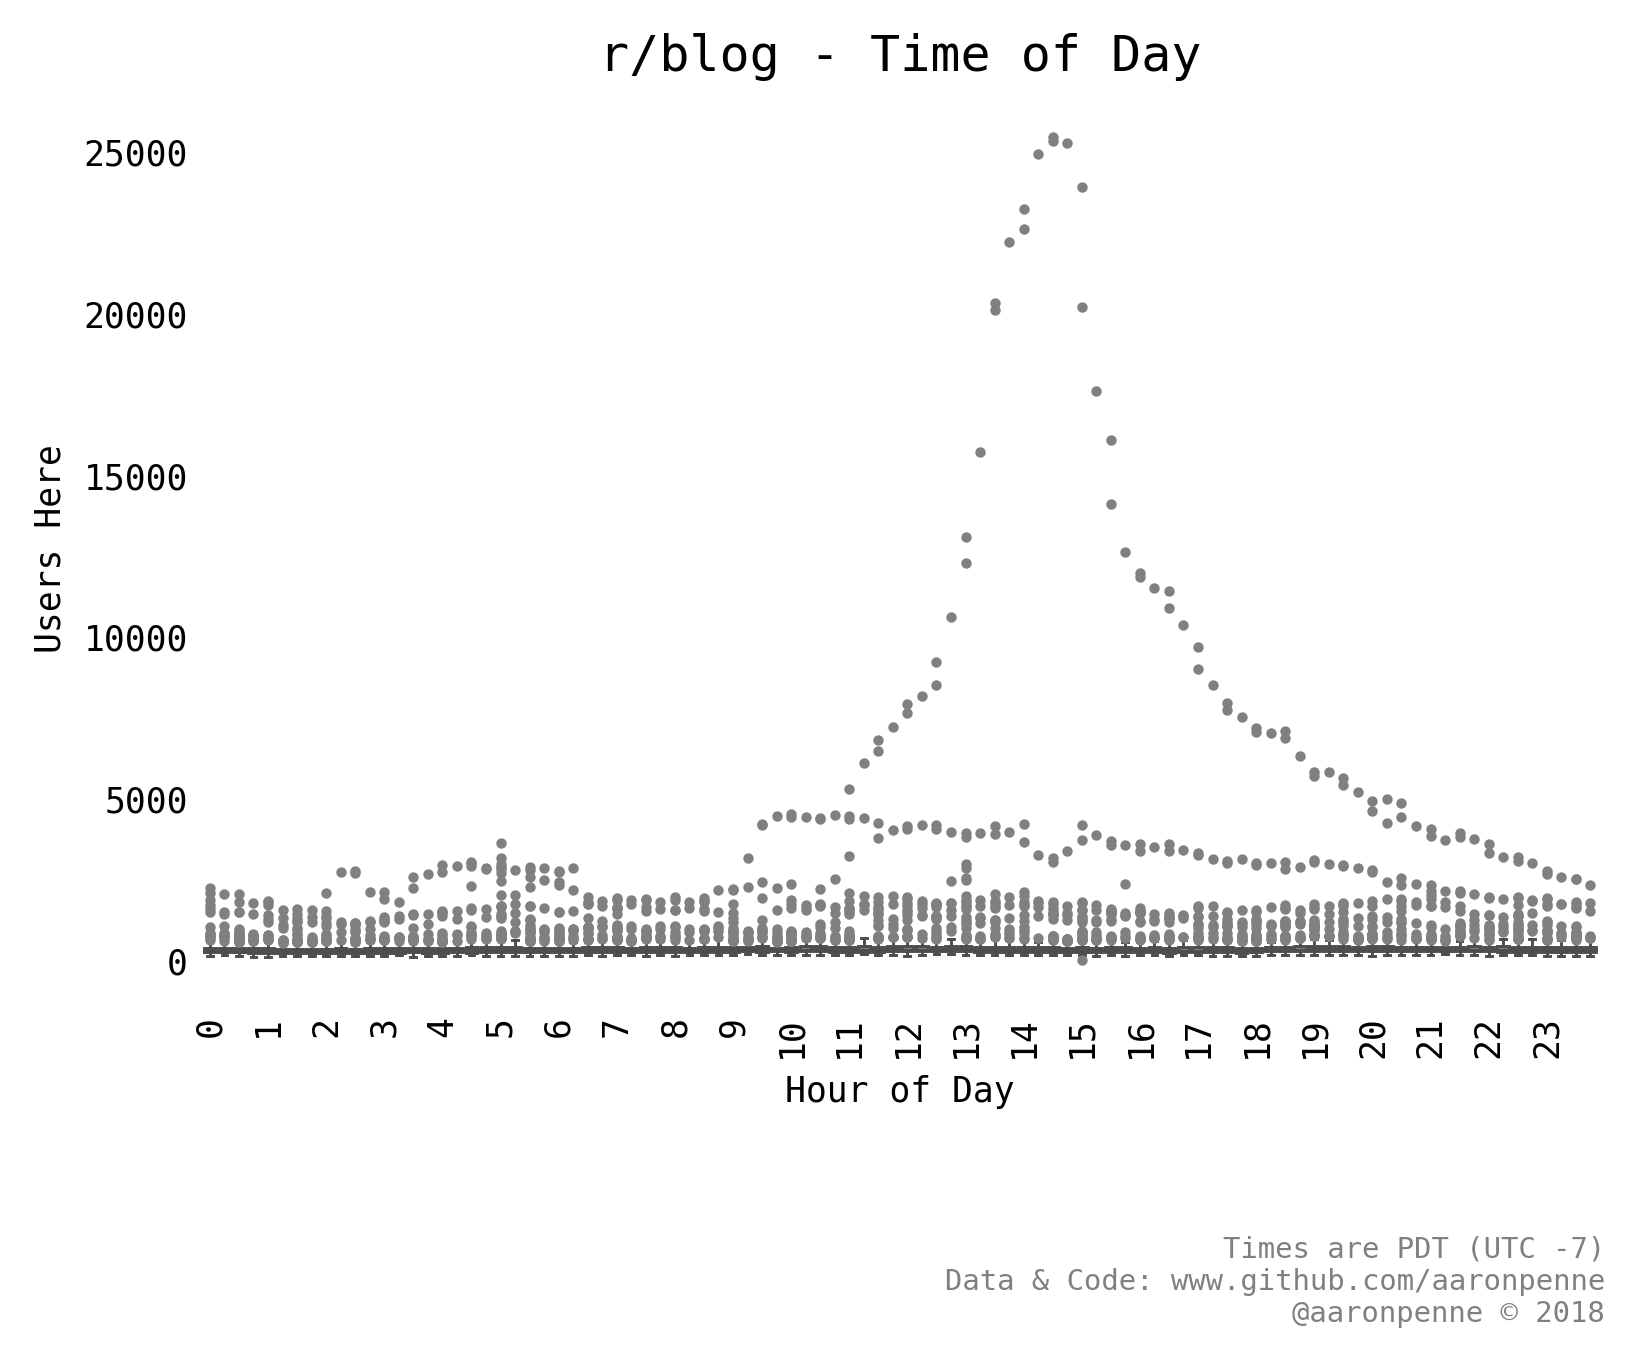 r/blog - Time of Day
25000
20000
15000
10000
5000
0
Users Here
0 1 2 3 4 5 6 7 8 9 10 11 12 13 14 15 16 17 18 19 20 21 22 23
Hour of Day
Times are PDT (UTC -7)
Data & Code: www.github.com/aaronpenne
@aaronpenne © 2018